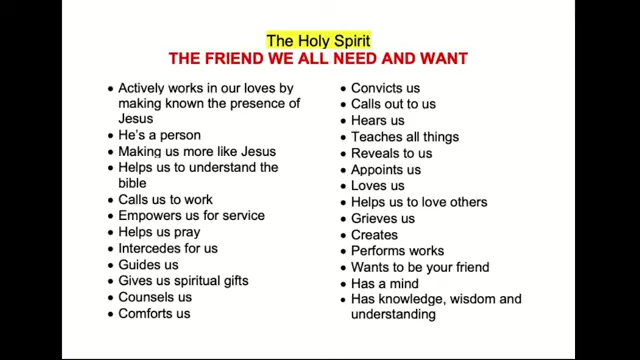 The Holy Spirit
THE FRIEND WE ALL NEED AND WANT
• Actively works in our loves by
making known the presence of
Jesus
• He's a person
• Making us more like Jesus
• Helps us to understand the
bible
• Calls us to work
• Empowers us for service
• Helps us pray
• Intercedes for us
• Guides us
• Gives us spiritual gifts
• Counsels us
• Comforts us
• Convicts us
• Calls out to us
• Hears us
• Teaches all things
• Reveals to us
• Appoints us
• Loves us
• Helps us to love others
• Grieves us
• Creates
• Performs works
• Wants to be your friend
• Has a mind
• Has knowledge, wisdom and
understanding